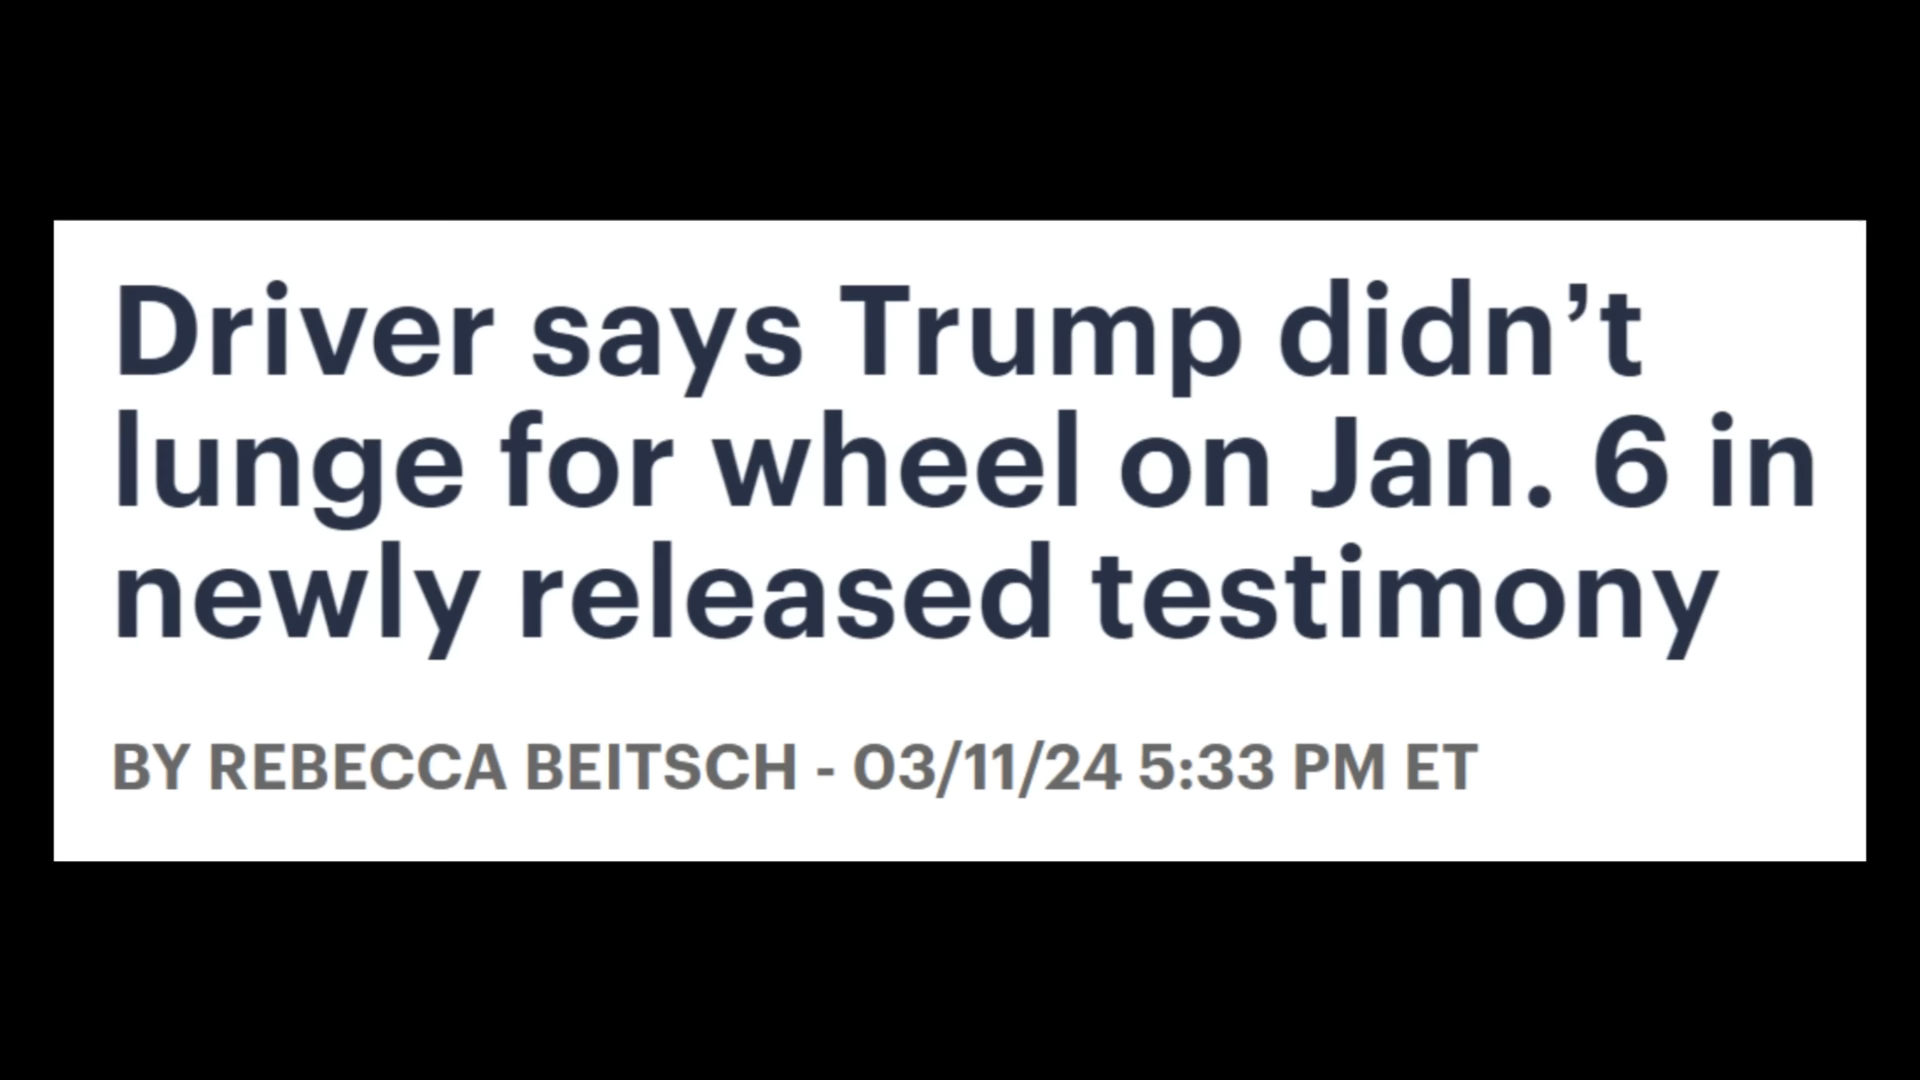 Driver says Trump didn’t
lunge for wheel on Jan. 6 in
newly released testimony
BY REBECCA BEITSCH - 03/11/24 5:33 PM ET